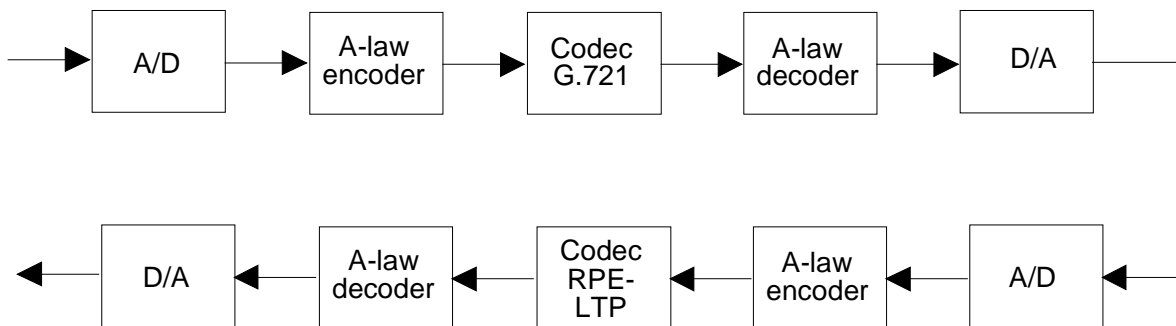 A/D
A-law
encoder
Codec
G.721
A-law
decoder
D/A
D/A
A-law
decoder
Codec
RPE-
LTP
A-law
encoder
A/D